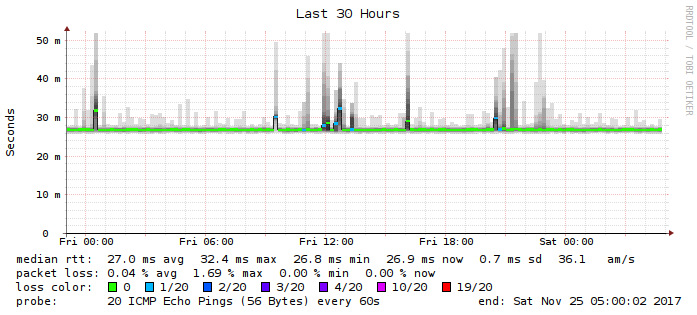 Last 30 Hours
RRDTOOL / TOBI OETIKER
Seconds
50 m
40 m
30 m
20 m
10 m
0
Fri 00:00 Fri 06:00 Fri 12:00 Fri 18:00 Sat 00:00
median rtt: 27.0 ms avg 32.4 ms max 26.8 ms min 26.9 ms now 0.7 ms sd 36.1 am/s
packet loss: 0.04 % avg 1.69 % max 0.00 % min 0.00 % now
loss color: 0 1/20 2/20 3/20 4/20 10/20 19/20
probe: 20 ICMP Echo Pings (56 Bytes) every 60s end: Sat Nov 25 05:00:02 2017